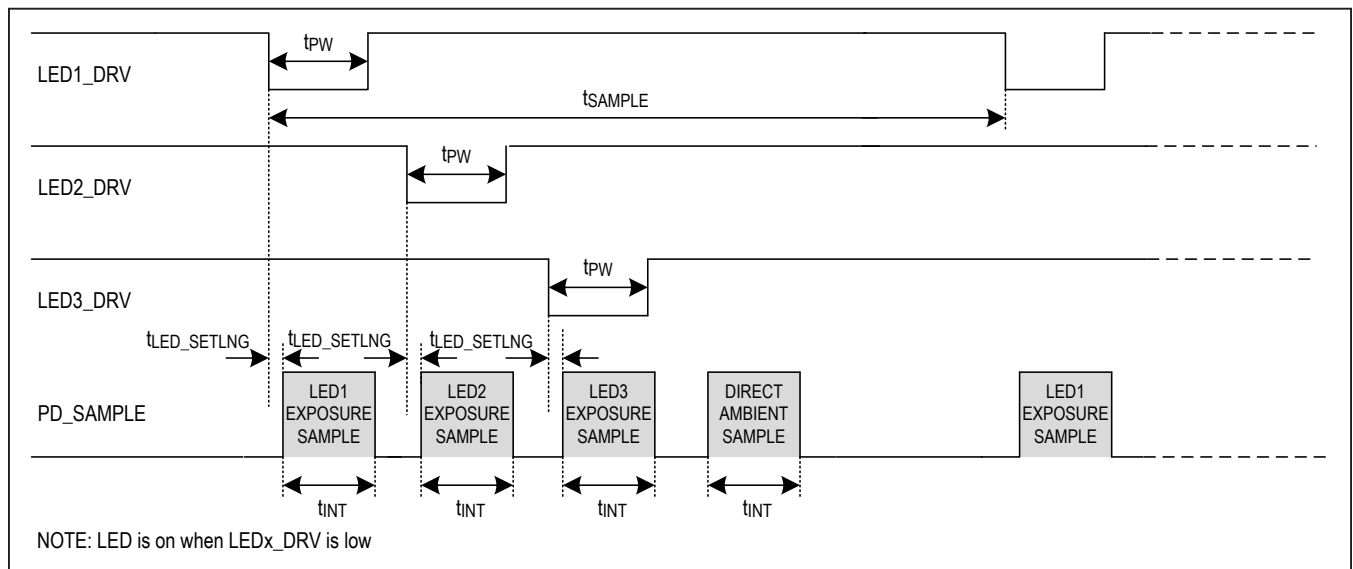 tPW
LED1_DRV
tSAMPLE
tPW
LED2_DRV
tPW
LED3_DRV
tLED_SETLNG tLED_SETLNG tLED_SETLNG
PD_SAMPLE
LED1
EXPOSURE
SAMPLE
LED2
EXPOSURE
SAMPLE
LED3
EXPOSURE
SAMPLE
DIRECT
AMBIENT
SAMPLE
LED1
EXPOSURE
SAMPLE
tINT tINT tINT tINT
NOTE: LED is on when LEDx_DRV is low